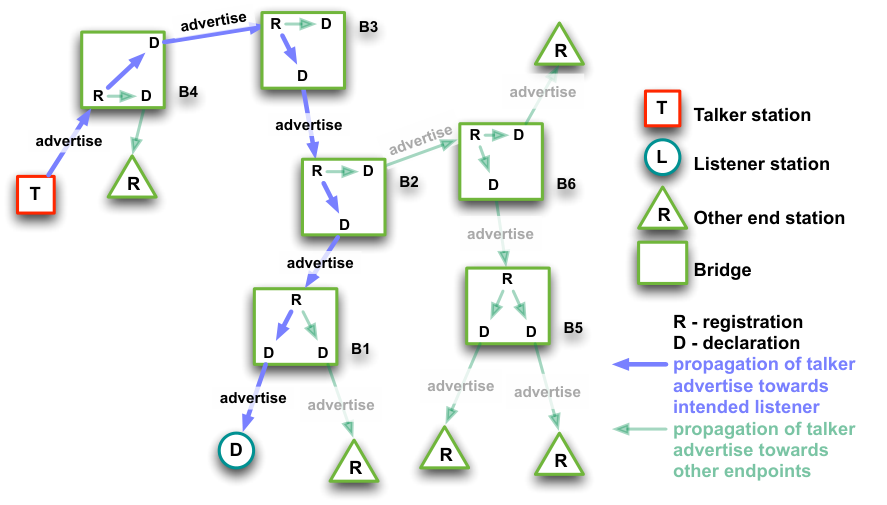 advertise
R D
B3
D
D
R D
B4
advertise
T
R
advertise
R D
B2
D
advertise
R D
D
B6
advertise
R
advertise
R
D D
B1
advertise
D
advertise
R
advertise
R
D D
B5
advertise
R
advertise
R
T Talker station
L Listener station
R Other end station
Bridge
R - registration
D - declaration
propagation of talker
advertise towards
intended listener
propagation of talker
advertise towards
other endpoints